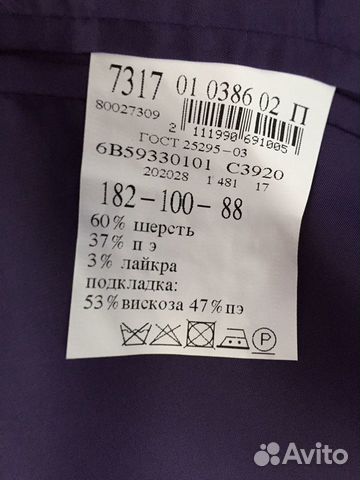 7317 01 0386 02 П
80027309
2 111990 691005
ГОСТ 25295-03
6В59330101 С3920
202028 1 481 17
182-100-88
60% шерсть
37% п э
3% лайкра
подкладка:
53% вискоза 47% пэ
P
Avito